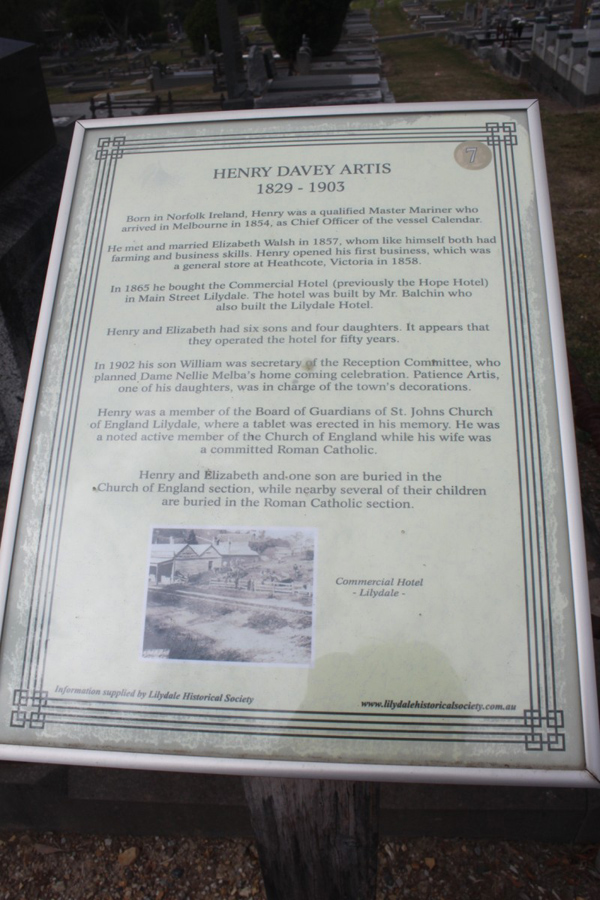 7
HENRY DAVEY ARTIS
1829 - 1903
Born in Norfolk Ireland, Henry was a qualified Master Mariner who
arrived in Melbourne in 1854, as Chief Officer of the vessel Calendar.
He met and married Elizabeth Walsh in 1857, whom like himself both had
farming and business skills. Henry opened his first business, which was
a general store at Heathcote, Victoria in 1858.
In 1865 he bought the Commercial Hotel (previously the Hope Hotel)
in Main Street Lilydale. The hotel was built by Mr. Balchin who
also built the Lilydale Hotel.
Henry and Elizabeth had six sons and four daughters. It appears that
they operated the hotel for fifty years.
In 1902 his son William was secretary of the Reception Committee, who
planned Dame Nellie Melba's home coming celebration. Patience Artis,
one of his daughters, was in charge of the town's decorations.
Henry was a member of the Board of Guardians of St. Johns Church
of England Lilydale, where a tablet was erected in his memory. He was
a noted active member of the Church of England while his wife was
a committed Roman Catholic.
Henry and Elizabeth and one son are buried in the
Church of England section, while nearby several of their children
are buried in the Roman Catholic section.
Commercial Hotel
- Lilydale -
Information supplied by Lilydale Historical Society
www.lilydalehistoricalsociety.com.au